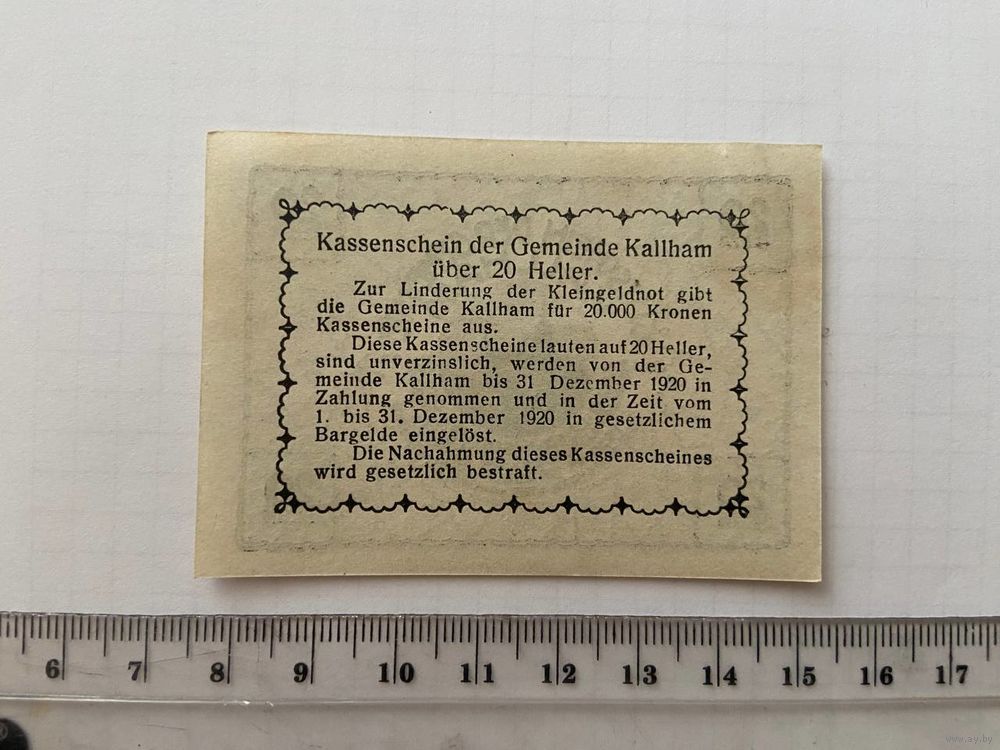 Kassenschein der Gemeinde Kallham
über 20 Heller.
Zur Linderung der Kleingeldnot gibt
die Gemeinde Kallham für 20.000 Kronen
Kassenscheine aus.
Diese Kassenscheine lauten auf 20 Heller,
sind unverzinslich, werden von der Ge-
meinde Kallham bis 31 Dezember 1920 in
Zahlung genommen und in der Zeit vom
1. bis 31. Dezember 1920 in gesetzlichem
Bargelde eingelöst.
Die Nachahmung dieses Kassenscheines
wird gesetzlich bestraft.
6 7 8 9 10 11 12 13 14 15 16 17
www.ay.by